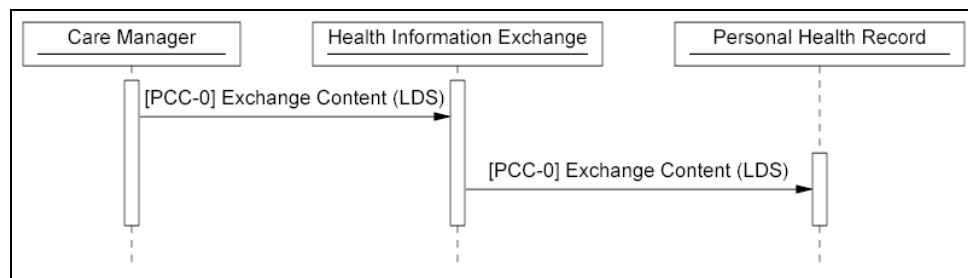 Care Manager
Health Information Exchange
Personal Health Record
[PCC-0] Exchange Content (LDS)
[PCC-0] Exchange Content (LDS)